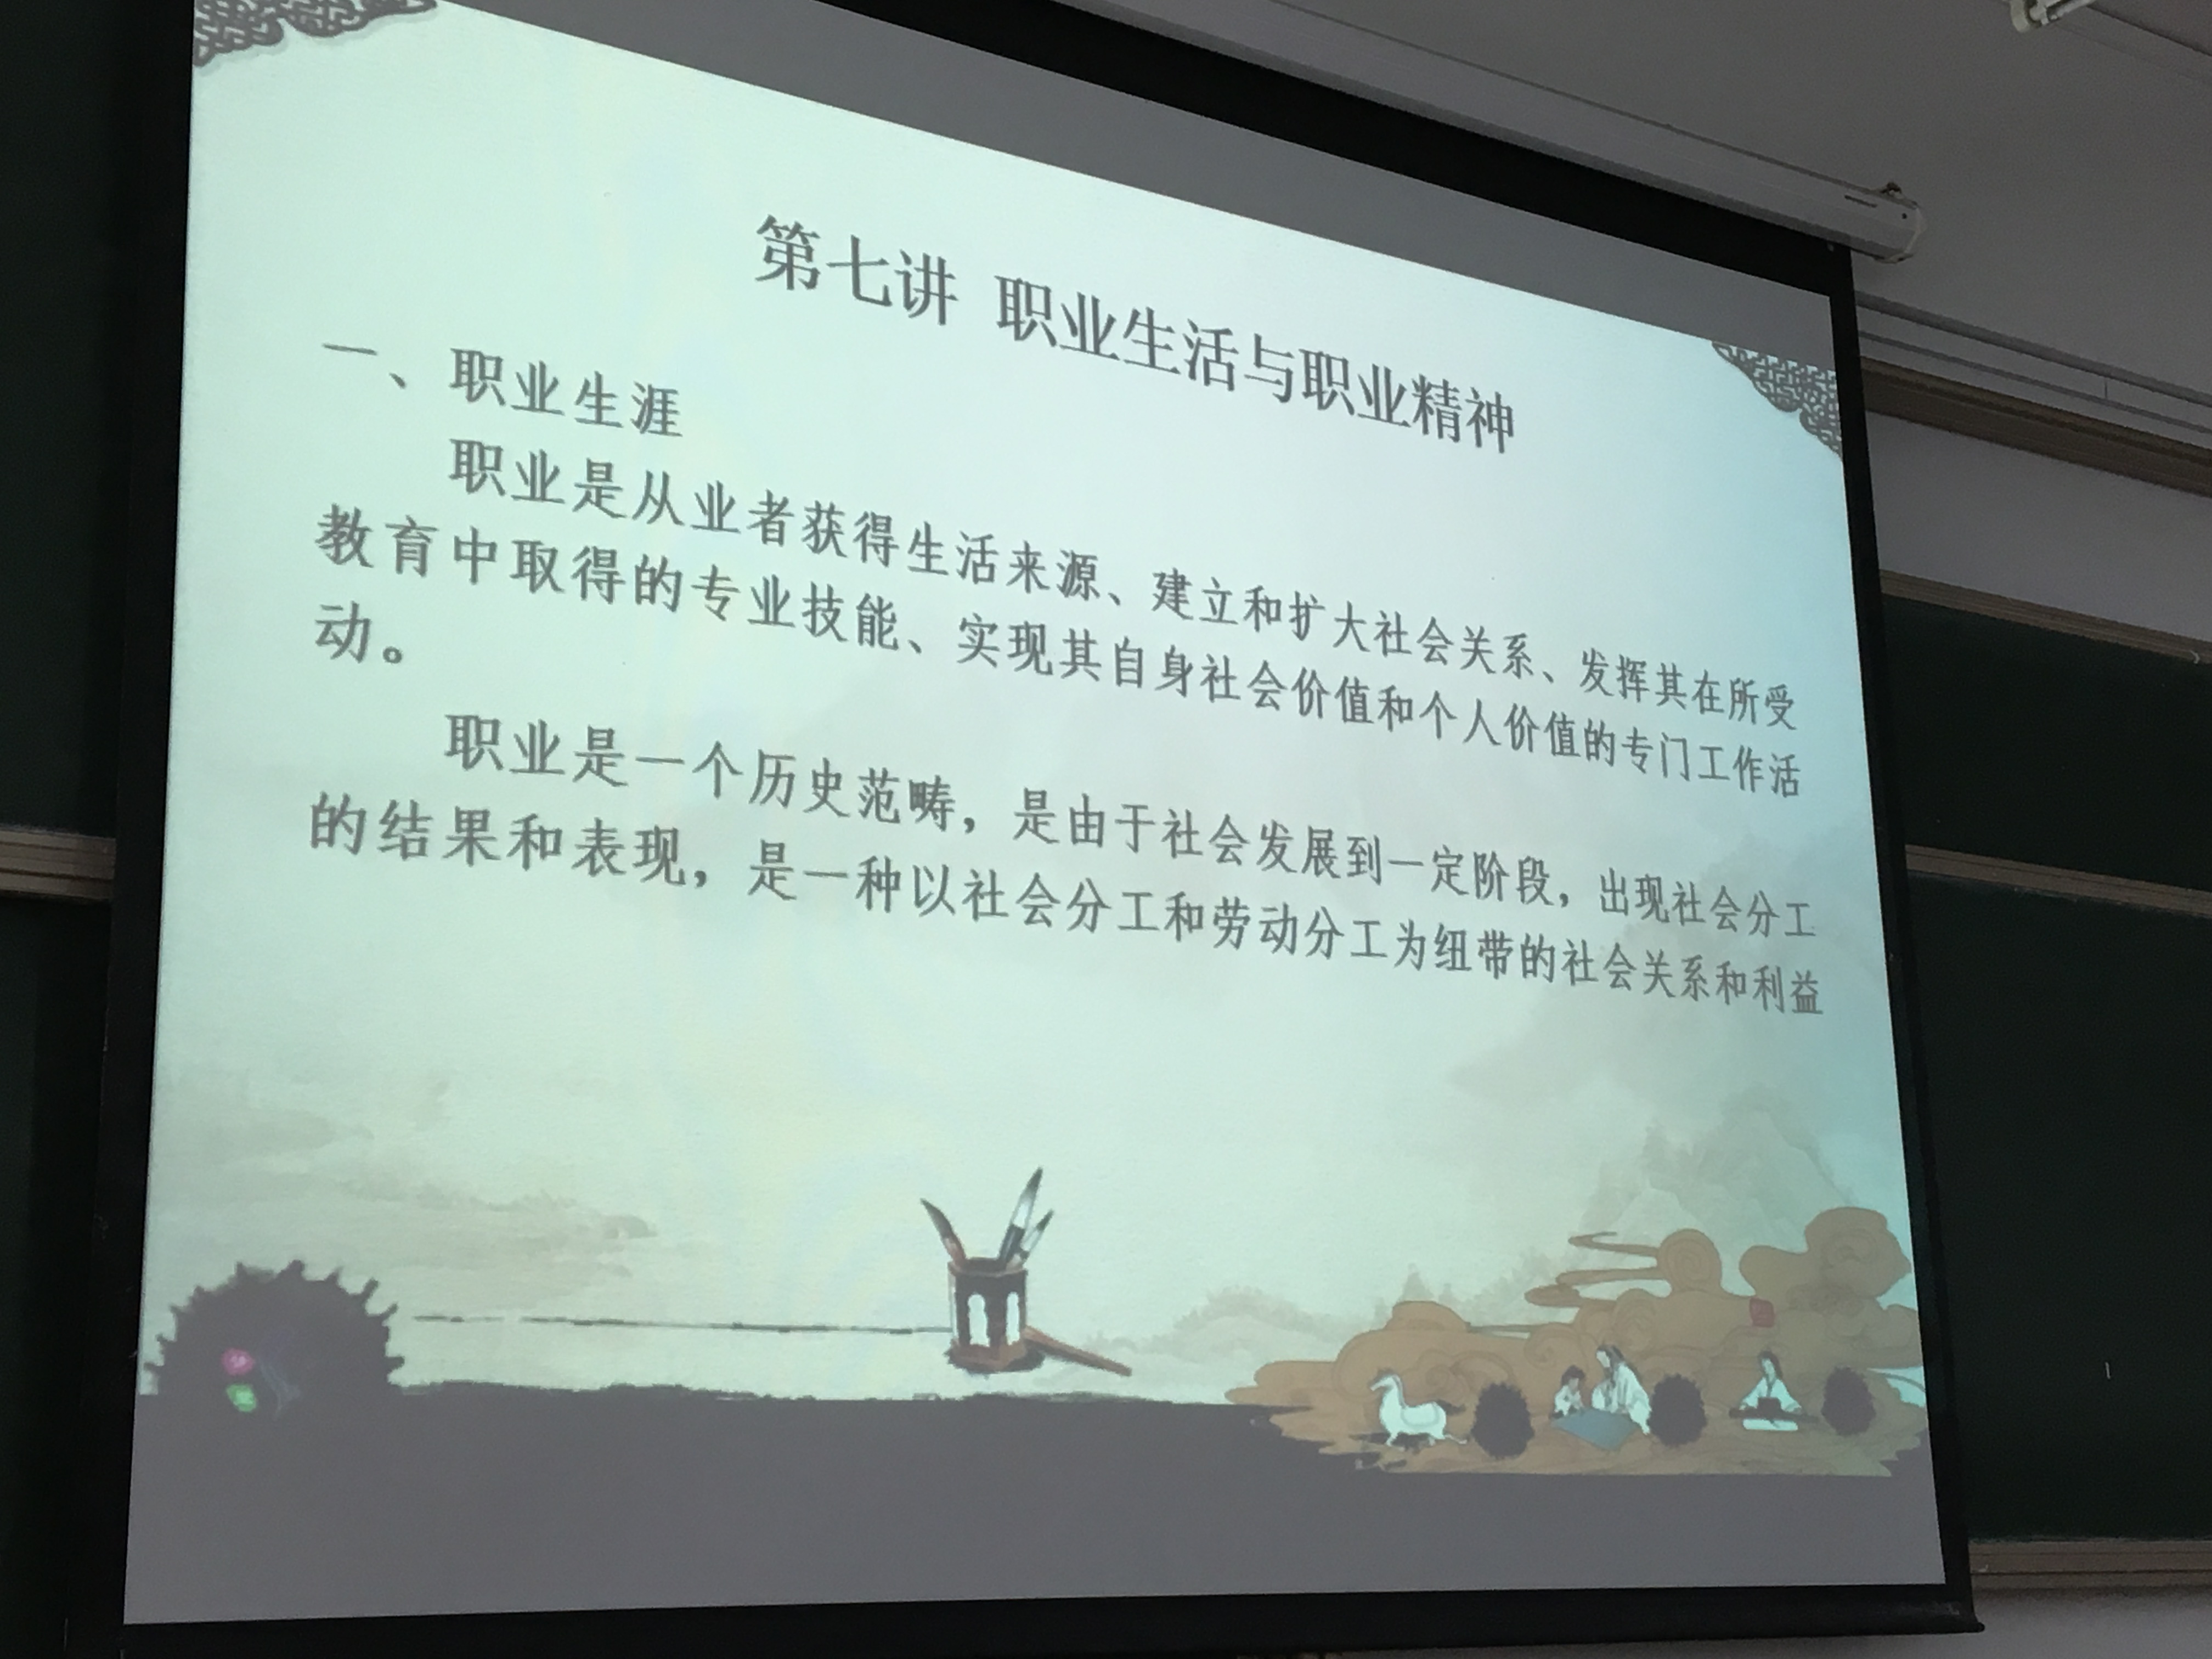 第七讲 职业生活与职业精神
一、职业生涯
职业是从业者获得生活来源、建立和扩大社会关系、发挥其在所受
教育中取得的专业技能、实现其自身社会价值和个人价值的专门工作活
动。
职业是一个历史范畴，是由于社会发展到一定阶段，出现社会分工
的结果和表现，是一种以社会分工和劳动分工为纽带的社会关系和利益